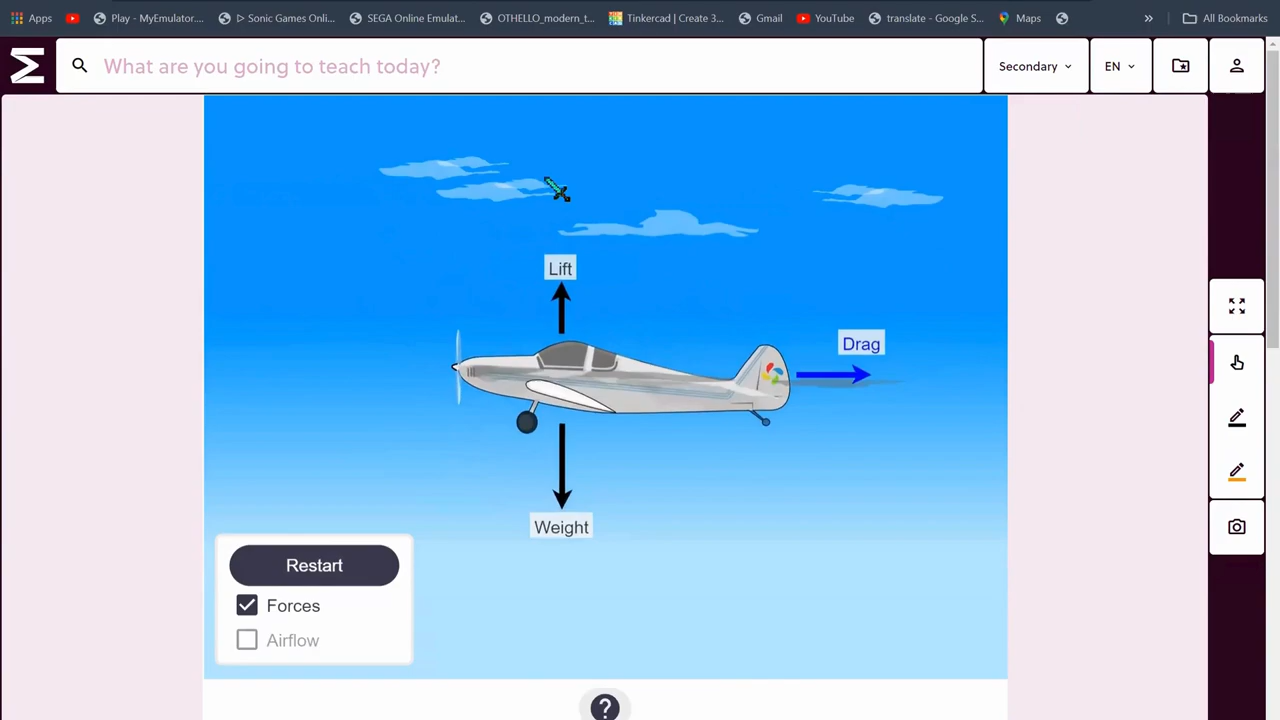 Apps
Play - MyEmulator....
▷ Sonic Games Onli...
SEGA Online Emulat...
OTHELLO_modern_t...
Tinkercad | Create 3...
Gmail
YouTube
translate - Google S...
Maps
»
All Bookmarks
What are you going to teach today?
Secondary
EN
Lift
Drag
Weight
Restart
Forces
Airflow
?